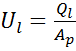 U_l = Q_l / A_p